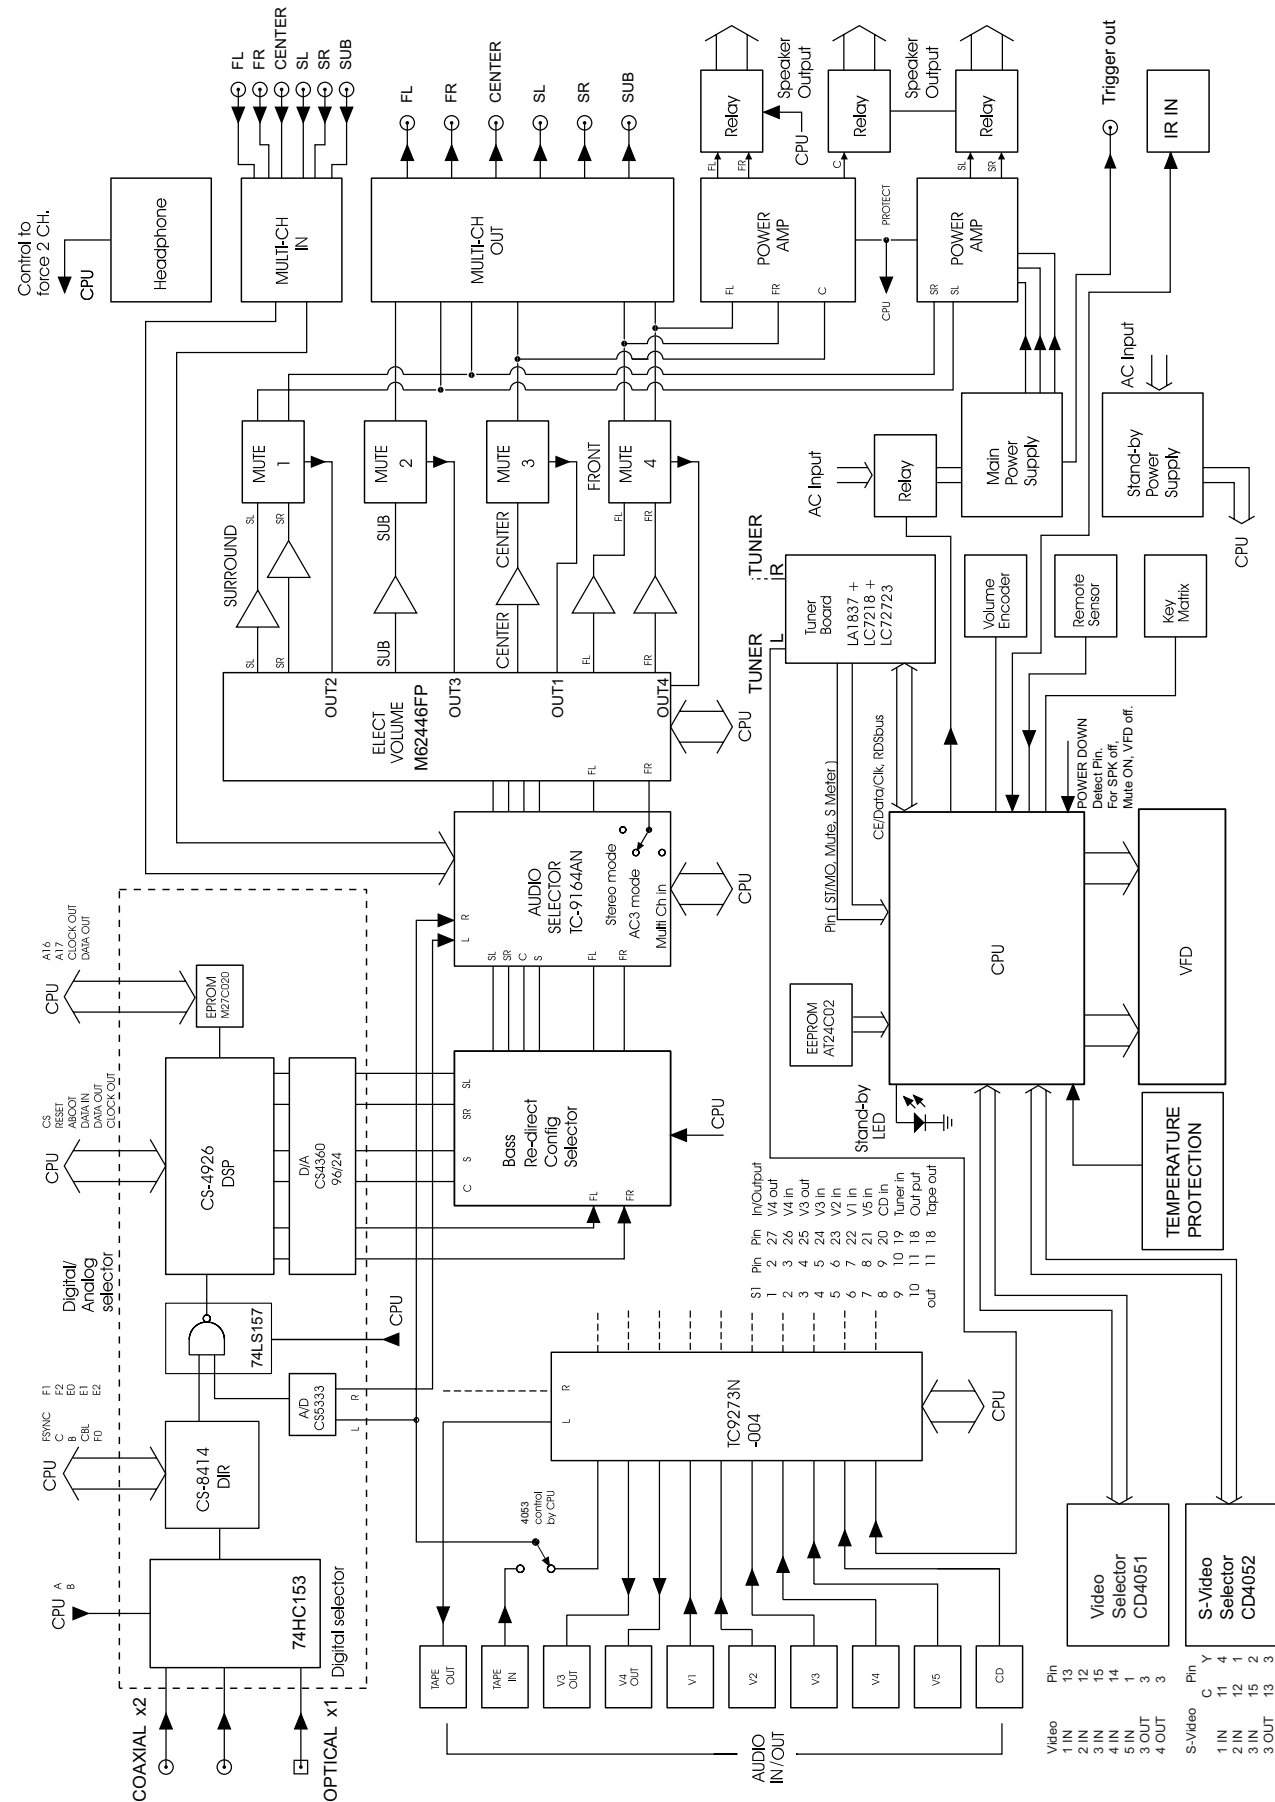 Control to
force 2 CH.
CPU
Headphone
FL
FR
CENTER
SL
SR
SUB
MULTI-CH
IN
FL
FR
CENTER
SL
SR
SUB
MULTI-CH
OUT
Speaker
Output
Speaker
Output
Relay
Relay
Relay
CPU
FL
FR
C
SL
SR
POWER
AMP
FL
FR
C
PROTECT
CPU
POWER
AMP
SR
SL
Trigger out
IR IN
AC Input
Stand-by
Power
Supply
CPU
Main
Power
Supply
AC Input
Relay
MUTE
1
MUTE
2
MUTE
3
MUTE
4
FRONT
SURROUND
SL
SR
SUB
CENTER
FL
FR
SL
SR
SUB
CENTER
FL
FR
OUT2
OUT3
OUT1
OUT4
ELECT
VOLUME
M62446FP
FL
FR
CPU
TUNER
R
TUNER
L
Tuner
Board
LA1837 +
LC7218 +
LC72723
Volume
Encoder
Remote
Sensor
Key
Matrix
Pin ( ST/MO, Mute, S Meter )
CE/Data/Clk, RDSbus
POWER DOWN
Detect Pin.
For SPK off,
Mute ON, VFD off.
AUDIO
SELECTOR
TC-9164AN
Stereo mode
AC3 mode
Multi Ch in
R
L
SL
SR
C
S
FL
FR
CPU
CPU
VFD
EEPROM
AT24C02
Stand-by
LED
TEMPERATURE
PROTECTION
A16
A17
CLOCK OUT
DATA OUT
CPU
EPROM
M27C020
CS
RESET
ABOOT
DATA IN
DATA OUT
CLOCK OUT
CPU
CS-4926
DSP
D/A
CS4360
96/24
SL
SR
S
C
Bass
Re-direct
Config
Selector
FL
FR
CPU
Digital/
Analog
selector
74LS157
CPU
FSYNC F1
C F2
B E0
CBL E1
F0 E2
CPU
CS-8414
DIR
A/D
CS5333
R
L
CPU A
B
74HC153
Digital selector
COAXIAL x2
OPTICAL x1
S1 Pin Pin In/Output
1 2 27 V4 out
2 3 26 V4 in
3 4 25 V3 out
4 5 24 V3 in
5 6 23 V2 in
6 7 22 V1 in
7 8 21 V5 in
8 9 20 CD in
9 10 19 Tuner in
10 11 18 Out put
out 11 18 Tape out
L
R
TC9273N
-004
CPU
4053
control
by CPU
TAPE
OUT
TAPE
IN
V3
OUT
V4
OUT
V1
V2
V3
V4
V5
CD
AUDIO
IN/OUT
Video
Selector
CD4051
S-Video
Selector
CD4052
Video Pin
1 IN 13
2 IN 12
3 IN 15
4 IN 14
5 IN 1
3 OUT 3
4 OUT 3
S-Video Pin
C Y
1 IN 11 4
2 IN 12 1
3 IN 15 2
3 OUT 13 3